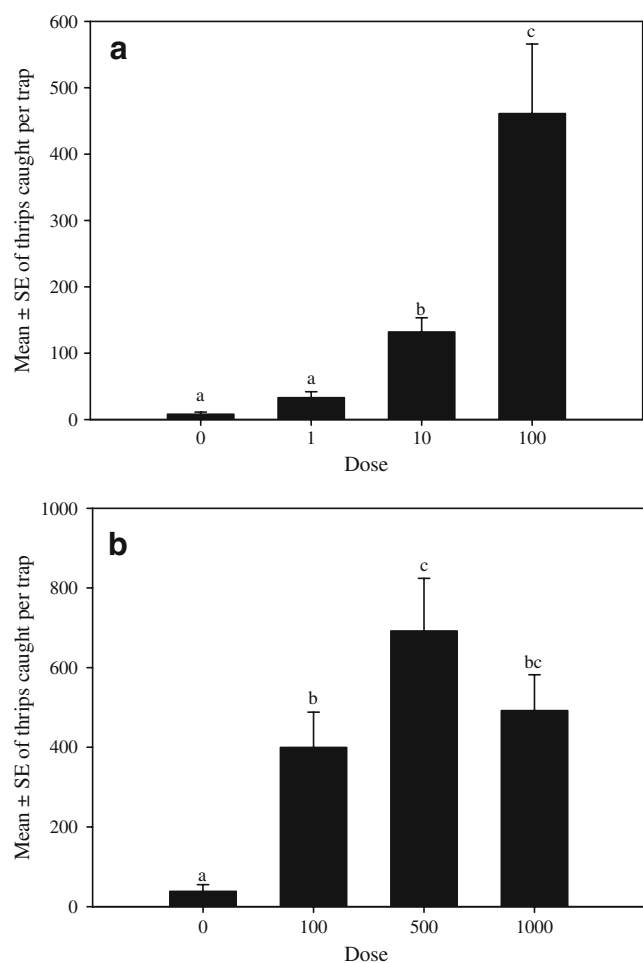 a
Mean ± SE of thrips caught per trap
600
500
400
300
200
100
0
a
a
b
c
0 1 10 100
Dose
b
Mean ± SE of thrips caught per trap
1000
800
600
400
200
0
a
b
c
bc
0 100 500 1000
Dose